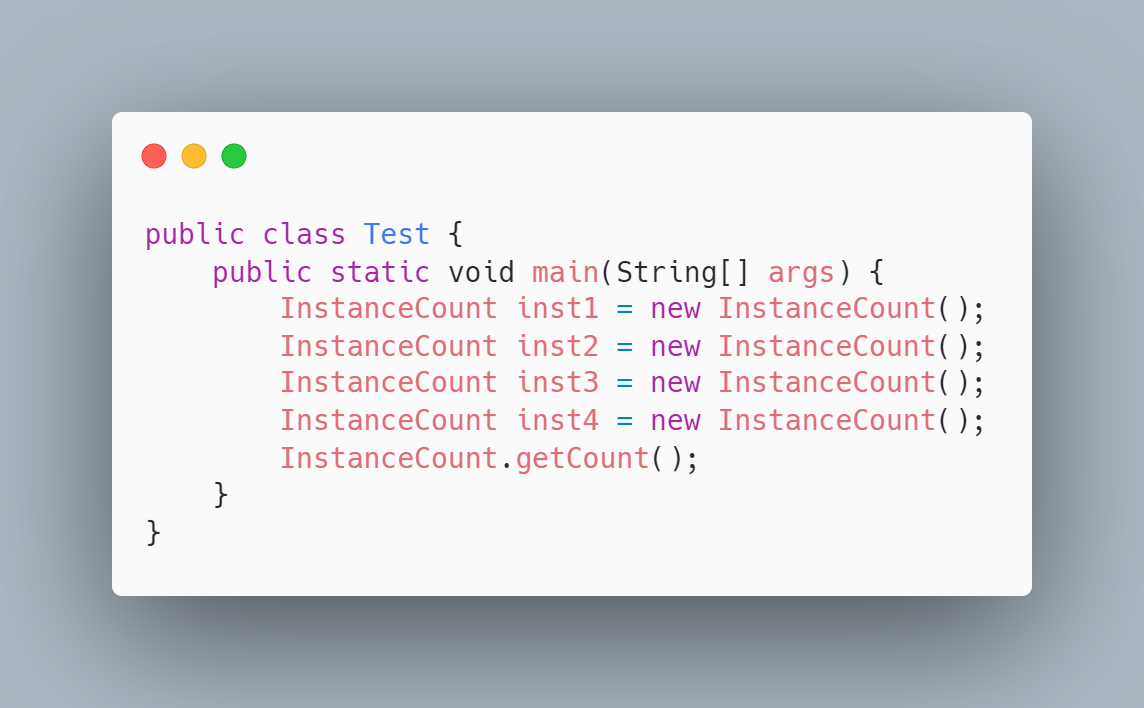 public class Test {
    public static void main(String[] args) {
        InstanceCount inst1 = new InstanceCount();
        InstanceCount inst2 = new InstanceCount();
        InstanceCount inst3 = new InstanceCount();
        InstanceCount inst4 = new InstanceCount();
        InstanceCount.getCount();
    }
}